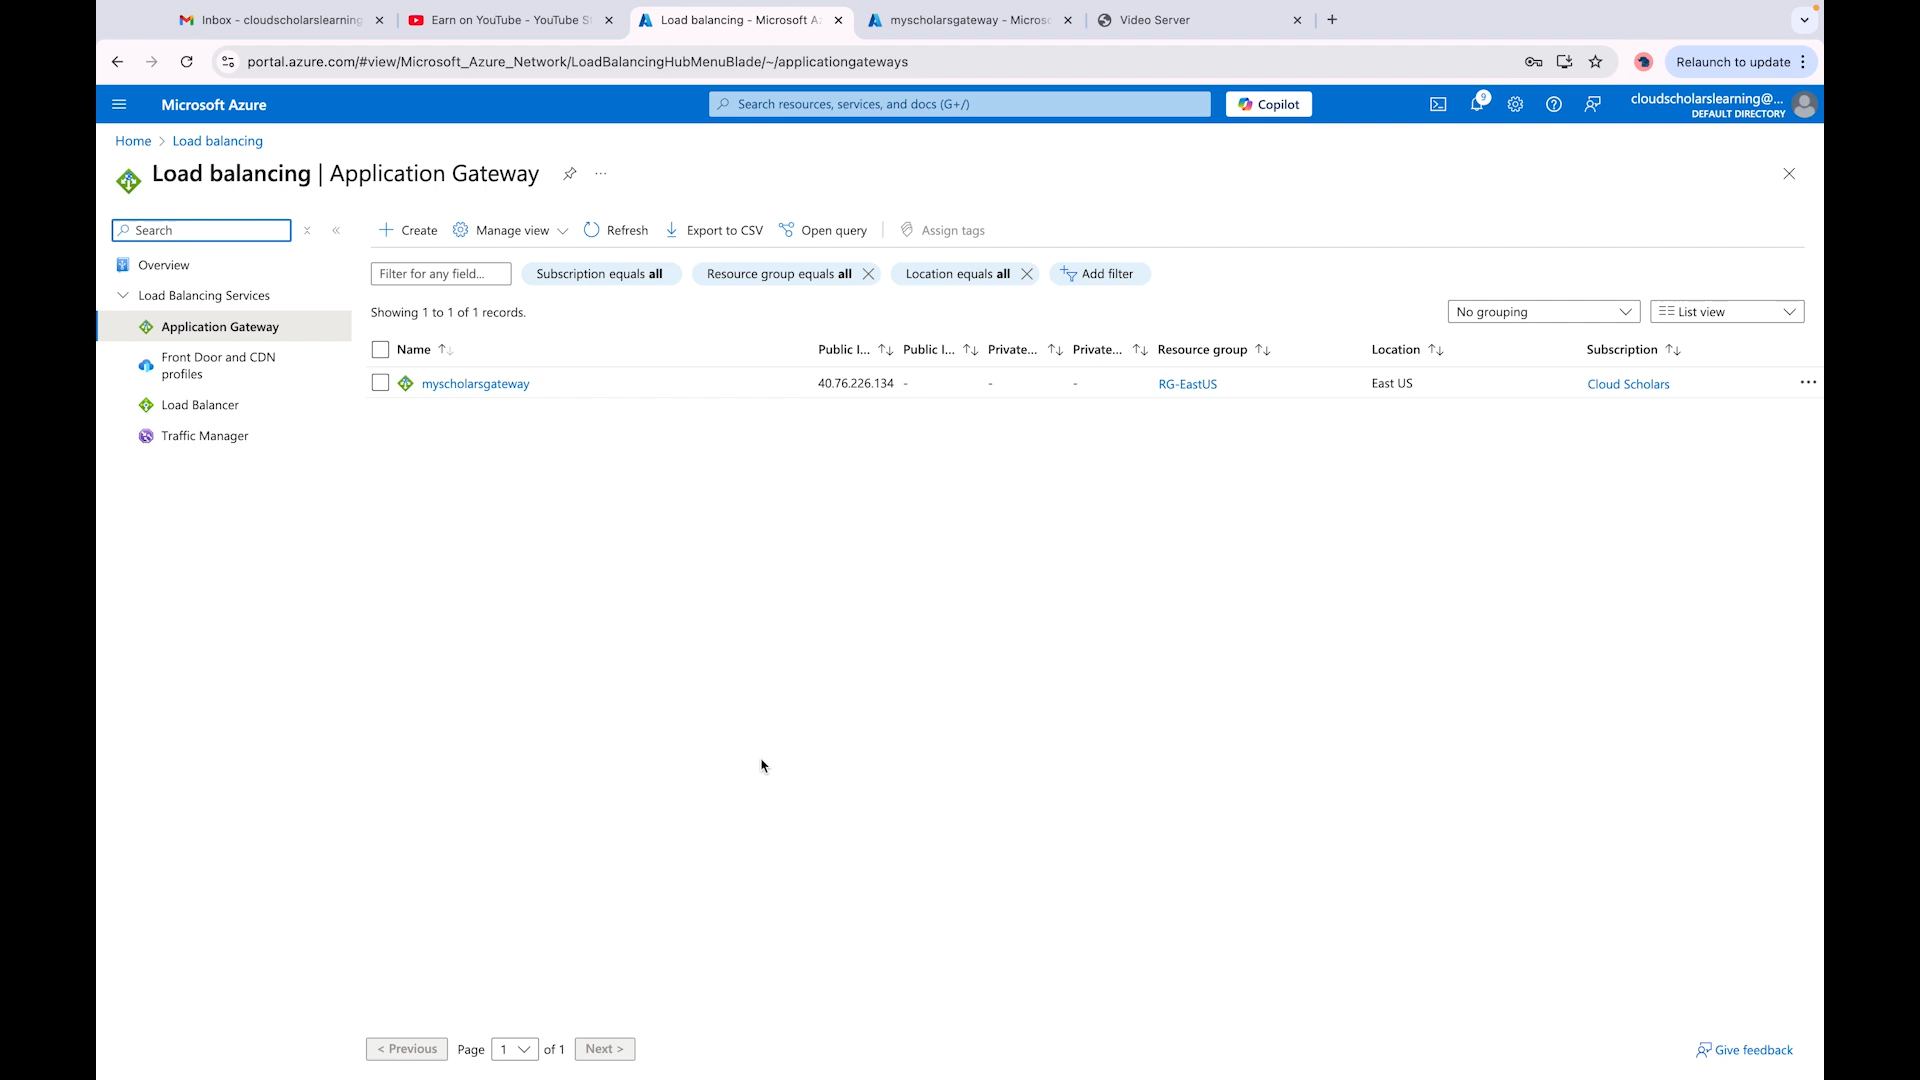 Inbox - cloudscholarslearning
Earn on YouTube - YouTube S
Load balancing - Microsoft A
myscholarsgateway - Micros
Video Server
portal.azure.com/#view/Microsoft_Azure_Network/LoadBalancingHubMenuBlade/~/applicationgateways
Relaunch to update
Microsoft Azure
Search resources, services, and docs (G+/)
Copilot
9
cloudscholarslearning@...
DEFAULT DIRECTORY
Home > Load balancing
Load balancing | Application Gateway
Search
Create
Manage view
Refresh
Export to CSV
Open query
Assign tags
Overview
Load Balancing Services
Application Gateway
Front Door and CDN
profiles
Load Balancer
Traffic Manager
Filter for any field...
Subscription equals all
Resource group equals all
Location equals all
Add filter
Showing 1 to 1 of 1 records.
No grouping
List view
Name
Public I...
Public I...
Private...
Private...
Resource group
Location
Subscription
myscholarsgateway
40.76.226.134
-
-
-
RG-EastUS
East US
Cloud Scholars
< Previous
Page
1
of 1
Next >
Give feedback